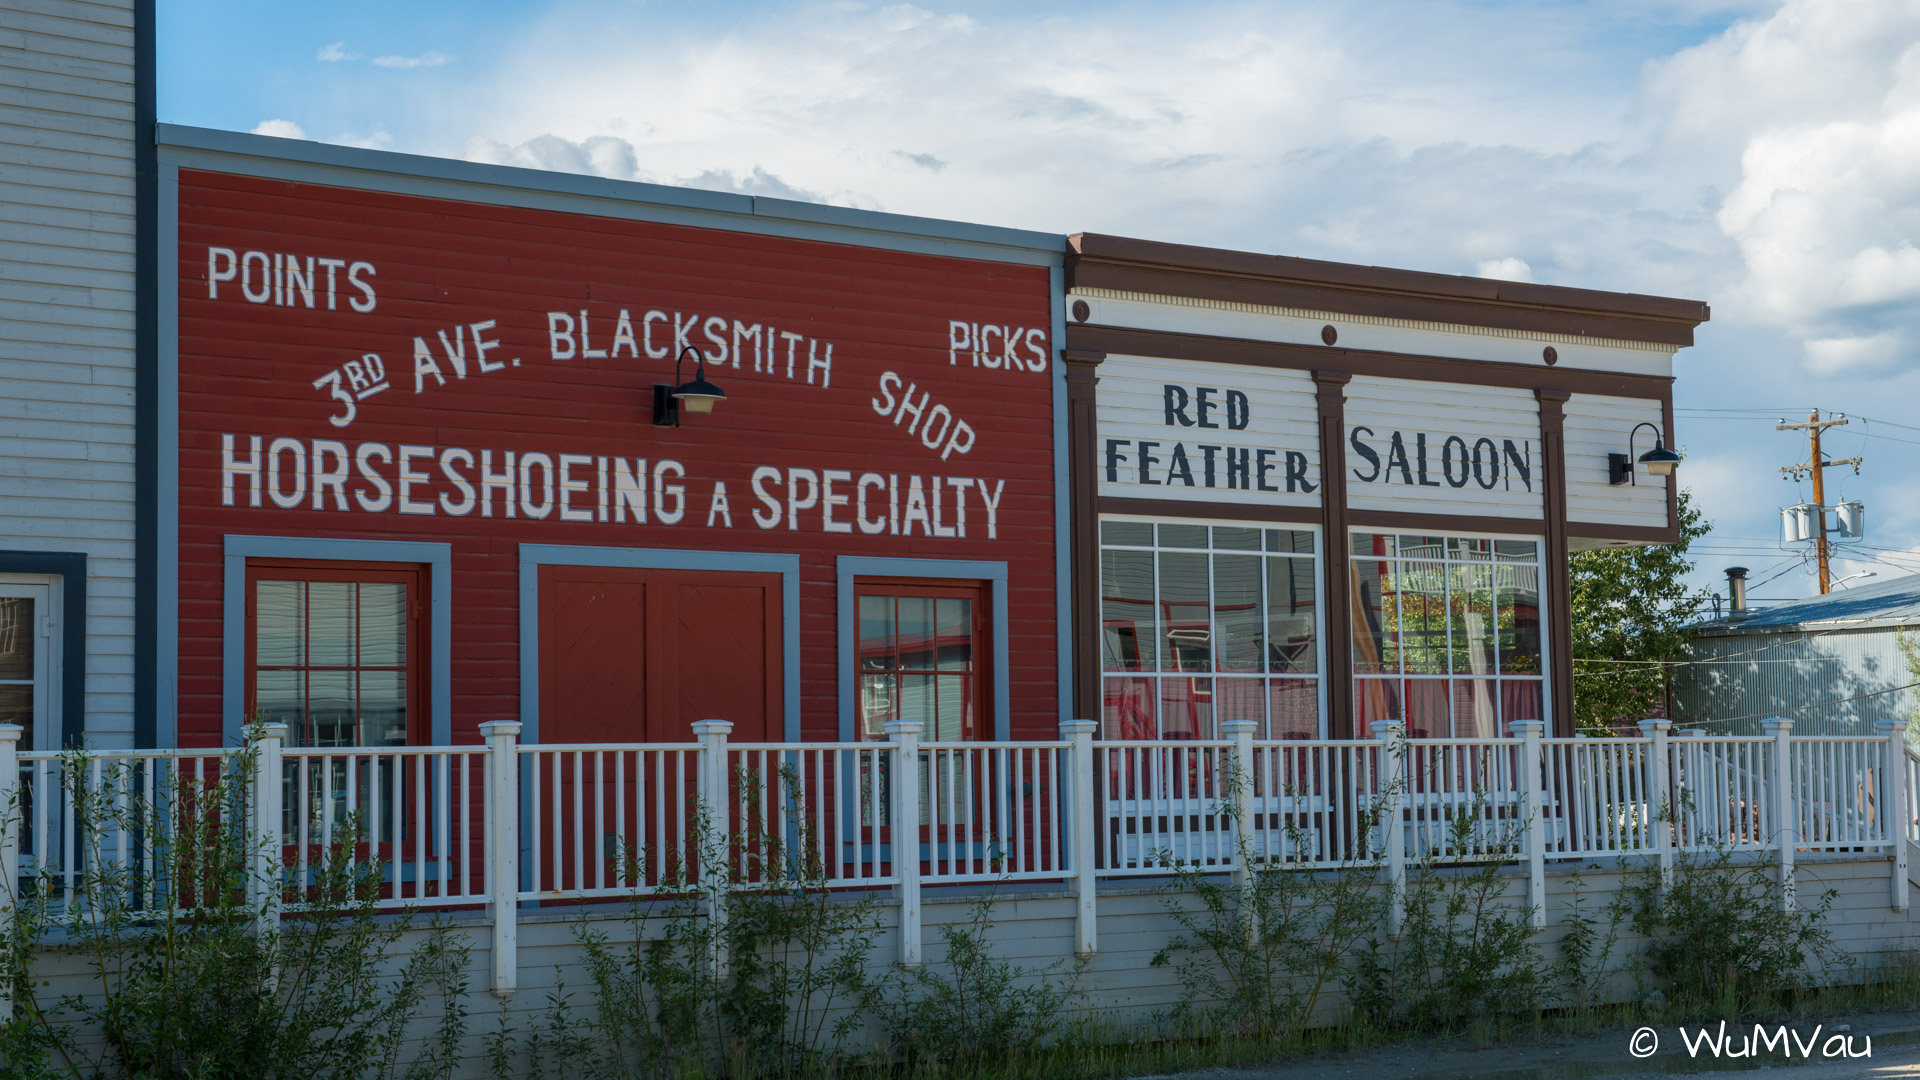 POINTS
PICKS
3RD AVE. BLACKSMITH SHOP
HORSESHOEING A SPECIALTY
RED
FEATHER
SALOON
© WuMVau